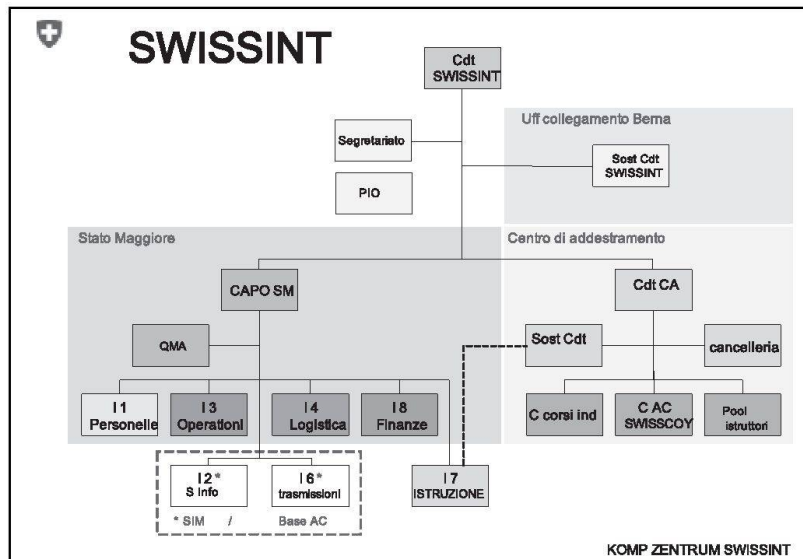 SWISSINT
Cdt
SWISSINT
Uff collegamento Berna
Segretariato
Sost Cdt
SWISSINT
PIO
Stato Maggiore
Centro di addestramento
CAPO SM
Cdt CA
QMA
Sost Cdt
cancelleria
I 1
Personelle
I 3
Operationi
I 4
Logistica
I 8
Finanze
C corsi ind
C AC
SWISSCOY
Pool
istruttori
I 2*
S Info
I 6*
trasmissioni
I 7
ISTRUZIONE
* SIM / Base AC
KOMP ZENTRUM SWISSINT